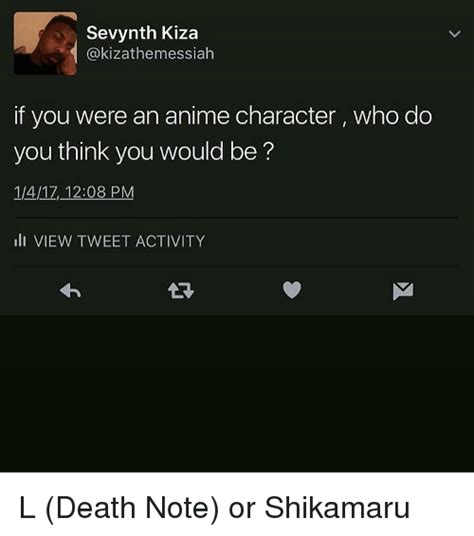 Sevynth Kiza
@kizathemessiah
if you were an anime character , who do
you think you would be ?
1/4/17, 12:08 PM
VIEW TWEET ACTIVITY
L (Death Note) or Shikamaru